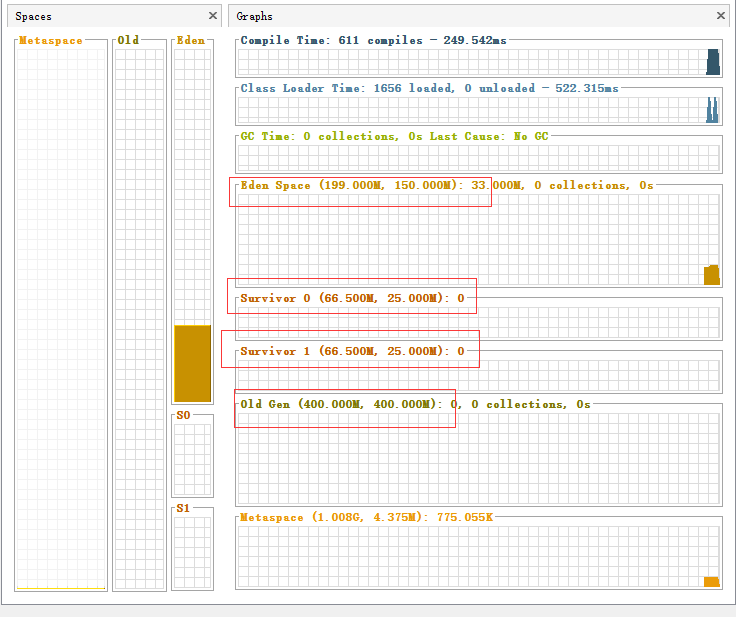 Spaces
Graphs
Metaspace
Old
Eden
S0
S1
Compile Time: 611 compiles - 249.542ms
Class Loader Time: 1656 loaded, 0 unloaded - 522.315ms
GC Time: 0 collections, 0s Last Cause: No GC
Eden Space (199.000M, 150.000M): 33.000M, 0 collections, 0s
Survivor 0 (66.500M, 25.000M): 0
Survivor 1 (66.500M, 25.000M): 0
Old Gen (400.000M, 400.000M): 0, 0 collections, 0s
Metaspace (1.008G, 4.375M): 775.055K